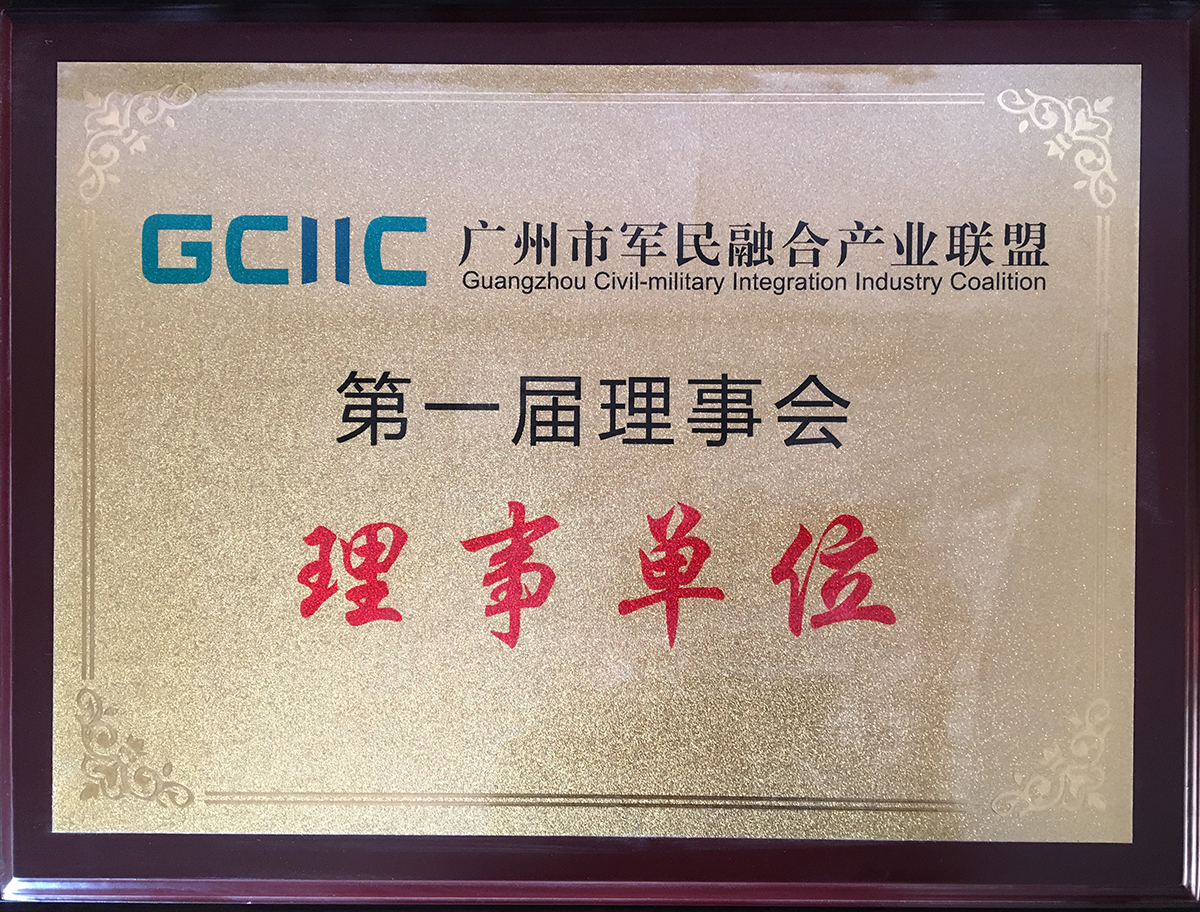 GCIIC 广州市军民融合产业联盟
Guangzhou Civil-military Integration Industry Coalition
第一届理事会
理事单位